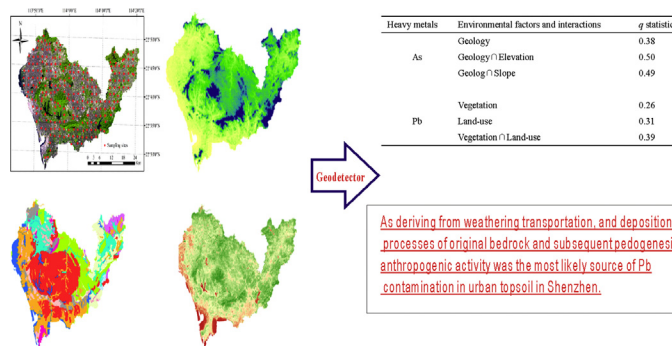 N
Sampling sites
Geodetector
Heavy metals Environmental factors and interactions q statistic
Geology 0.38
As Geology∩Elevation 0.50
Geolog∩Slope 0.49
Vegetation 0.26
Pb Land-use 0.31
Vegetation∩Land-use 0.39
As deriving from weathering transportation, and deposition
processes of original bedrock and subsequent pedogenesi
anthropogenic activity was the most likely source of Pb
contamination in urban topsoil in Shenzhen.